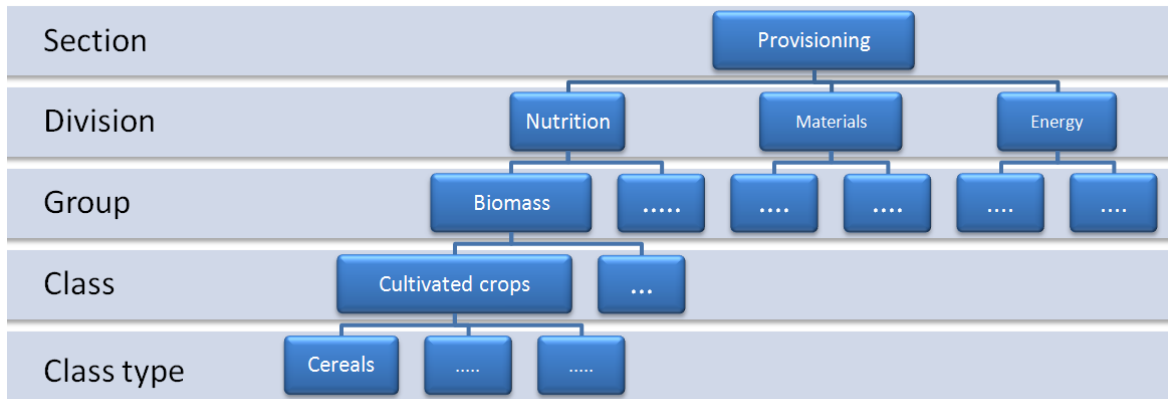 Section
Provisioning
Division
Nutrition
Materials
Energy
Group
Biomass
.....
....
....
....
....
Class
Cultivated crops
...
Class type
Cereals
.....
.....